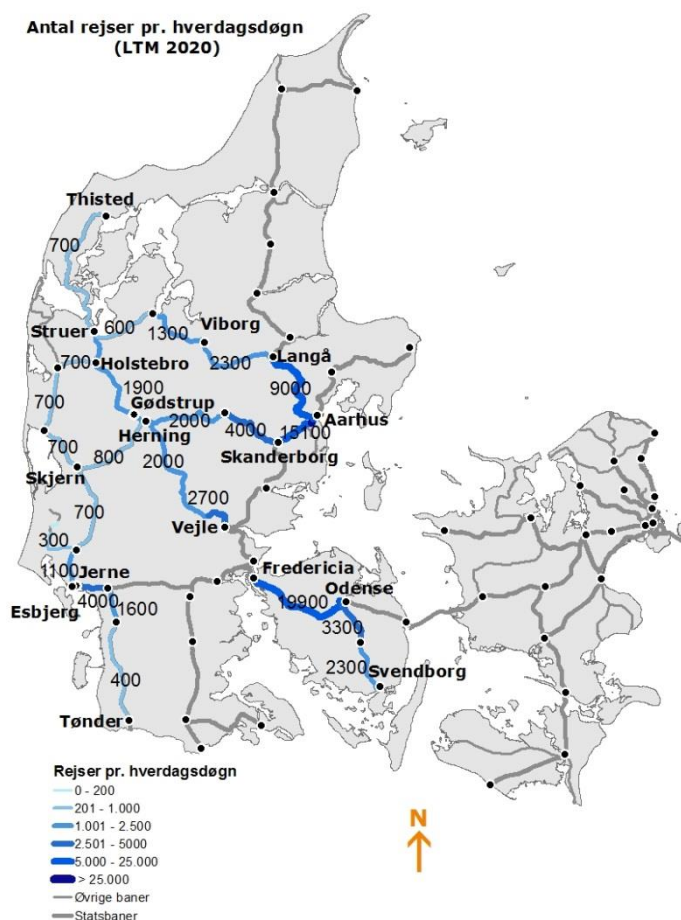 Antal rejser pr. hverdagsdøgn
(LTM 2020)
Thisted
700
Struer
600
1300
Viborg
2300
Langå
700
Holstebro
9000
1900
Gødstrup
2000
Aarhus
700
15100
Herning
4000
Skanderborg
700
800
2000
Skjern
700
2700
Vejle
300
1100
Jerne
Fredericia
4000
Odense
Esbjerg
1600
19900
3300
400
2300
Svendborg
Tønder
Rejser pr. hverdagsdøgn
0 - 200
201 - 1.000
1.001 - 2.500
2.501 - 5000
5.000 - 25.000
> 25.000
Øvrige baner
Statsbaner
N